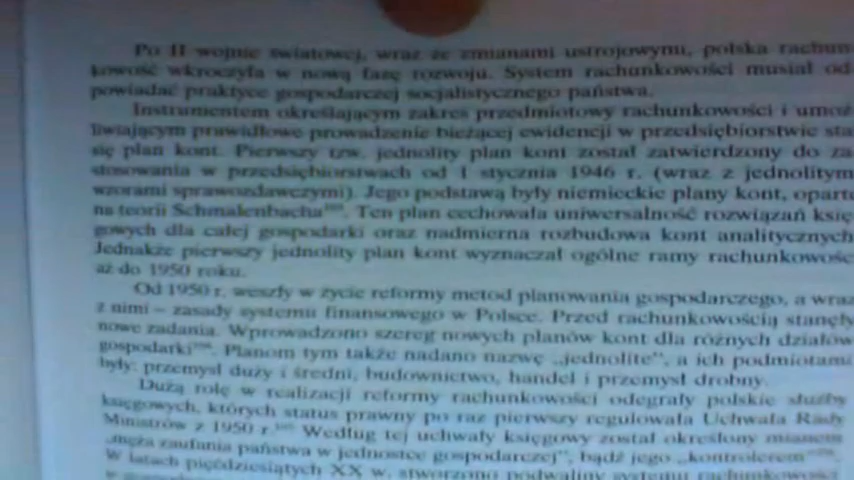 Po II wojnie światowej, wraz ze zmianami ustrojowymi, polska rachun-
kowość wkroczyła w nową fazę rozwoju. System rachunkowości musiał od-
powiadać praktyce gospodarczej socjalistycznego państwa.
Instrumentem określającym zakres przedmiotowy rachunkowości i umoż-
liwiającym prawidłowe prowadzenie bieżącej ewidencji w przedsiębiorstwie sta
się plan kont. Pierwszy tzw. jednolity plan kont został zatwierdzony do za-
stosowania w przedsiębiorstwach od 1 stycznia 1946 r. (wraz z jednolitym
wzorami sprawozdawczymi). Jego podstawą były niemieckie plany kont, oparte
na teorii Schmalenbacha. Ten plan cechowała uniwersalność rozwiązań księ-
gowych dla całej gospodarki oraz nadmierna rozbudowa kont analitycznych
Jednakże pierwszy jednolity plan kont wyznaczał ogólne ramy rachunkowośc
aż do 1950 roku.
Od 1950 r. weszły w życie reformy metod planowania gospodarczego, a wraz
z nimi – zasady systemu finansowego w Polsce. Przed rachunkowością stanęły
nowe zadania. Wprowadzono szereg nowych planów kont dla różnych działów
gospodarki. Planom tym także nadano nazwę „jednolite”, a ich podmiotami
były: przemysł duży i średni, budownictwo, handel i przemysł drobny.
Dużą rolę w realizacji reformy rachunkowości odegrały polskie służby
księgowych, których status prawny po raz pierwszy regulowała Uchwała Rady
Ministrów z 1950 r. Według tej uchwały księgowy został określony mianem
„męża zaufania państwa w jednostce gospodarczej”, bądź jego „kontrolerem”
W latach pięćdziesiątych XX w. stworzono podwaliny systemu rachunkowości